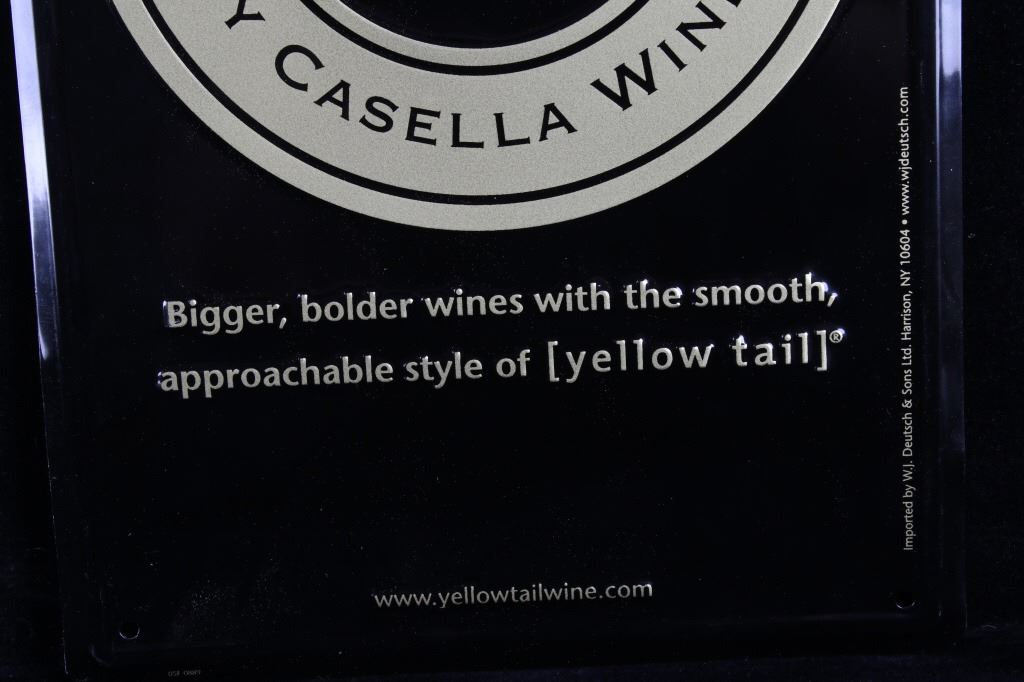 Y CASELLA WINE
Bigger, bolder wines with the smooth,
approachable style of [yellow tail]®
www.yellowtailwine.com
Imported by W.J. Deutsch & Sons Ltd. Harrison, NY 10604 • www.wjdeutsch.com